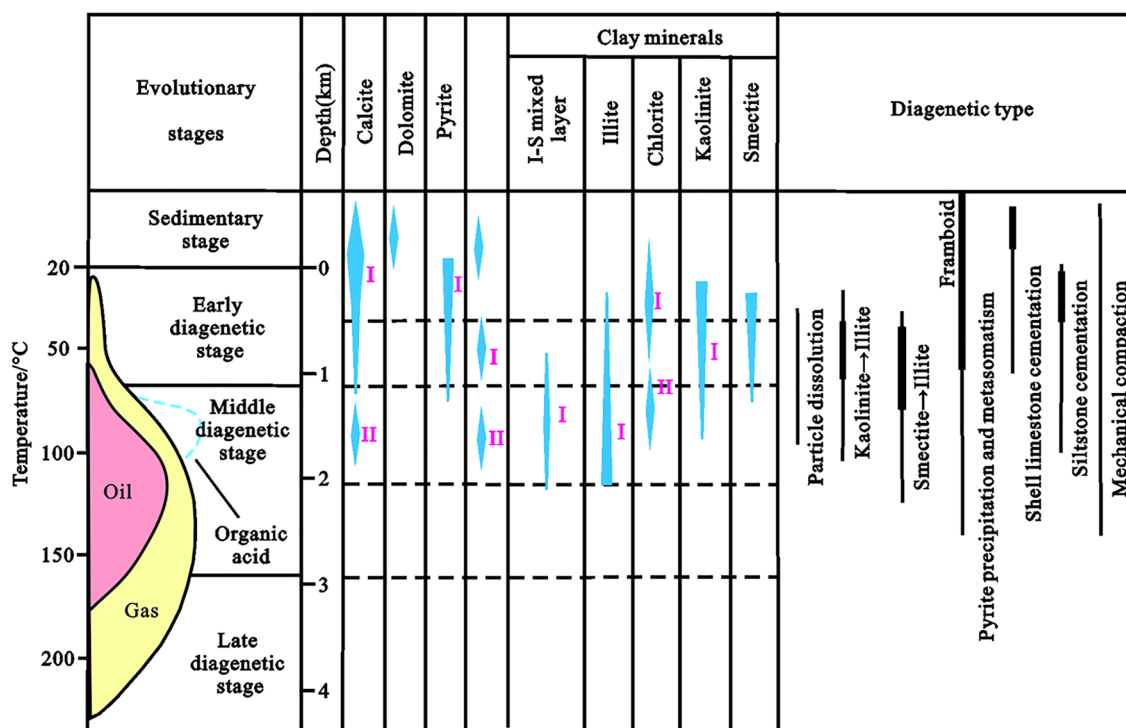 Evolutionary
stages
Depth(km)
Calcite
Dolomite
Pyrite
Clay minerals
I-S mixed
layer
Illite
Chlorite
Kaolinite
Smectite
Diagenetic type
Sedimentary
stage
Early
diagenetic
stage
Middle
diagenetic
stage
Organic
acid
Late
diagenetic
stage
Temperature/°C
20
50
100
150
200
Oil
Gas
0
1
2
3
4
I
II
I
I
II
I
I
I
II
I
Particle dissolution
Kaolinite→Illite
Smectite→Illite
Framboid
Pyrite precipitation and metasomatism
Shell limestone cementation
Siltstone cementation
Mechanical compaction